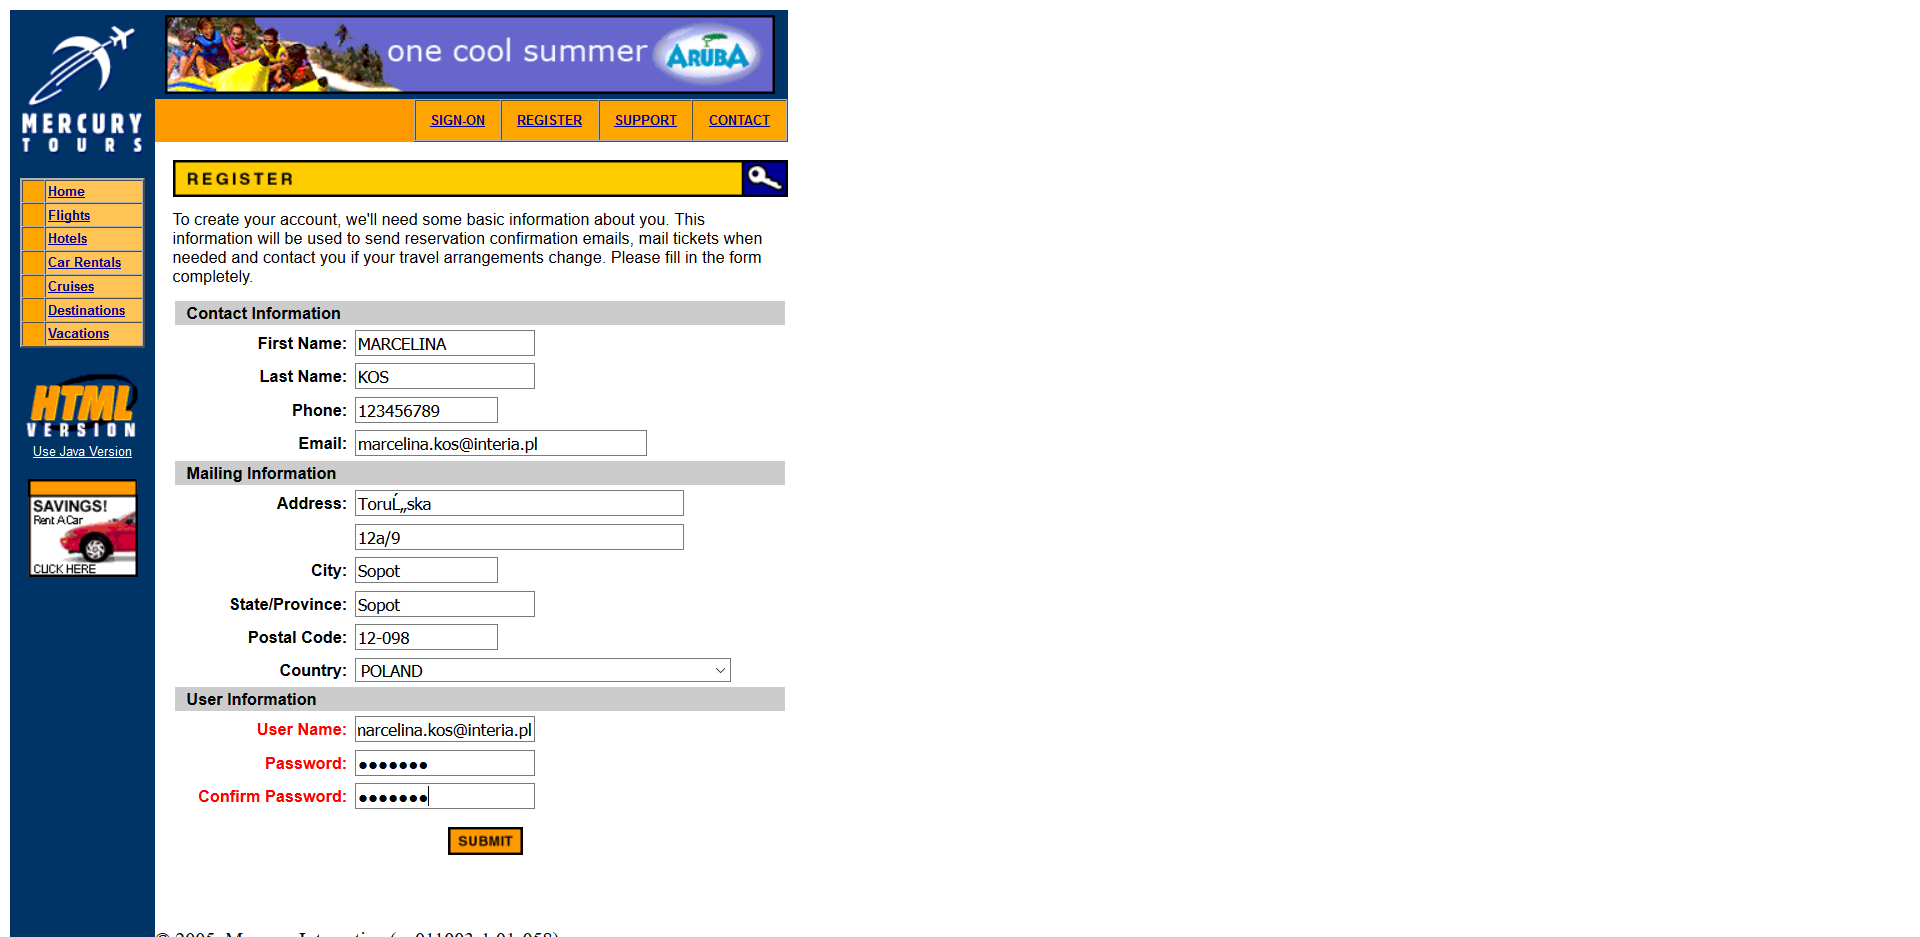 one cool summer ARUBA
MERCURY
TOURS
SIGN-ON REGISTER SUPPORT CONTACT
REGISTER
Home
Flights
Hotels
Car Rentals
Cruises
Destinations
Vacations
HTML
VERSION
Use Java Version
SAVINGS!
Rent A Car
CLICK HERE
To create your account, we'll need some basic information about you. This
information will be used to send reservation confirmation emails, mail tickets when
needed and contact you if your travel arrangements change. Please fill in the form
completely.
Contact Information
First Name: MARCELINA
Last Name: KOS
Phone: 123456789
Email: marcelina.kos@interia.pl
Mailing Information
Address: ToruĹ„ska
12a/9
City: Sopot
State/Province: Sopot
Postal Code: 12-098
Country: POLAND
User Information
User Name: narcelina.kos@interia.pl
Password: ●●●●●●●
Confirm Password: ●●●●●●●
SUBMIT